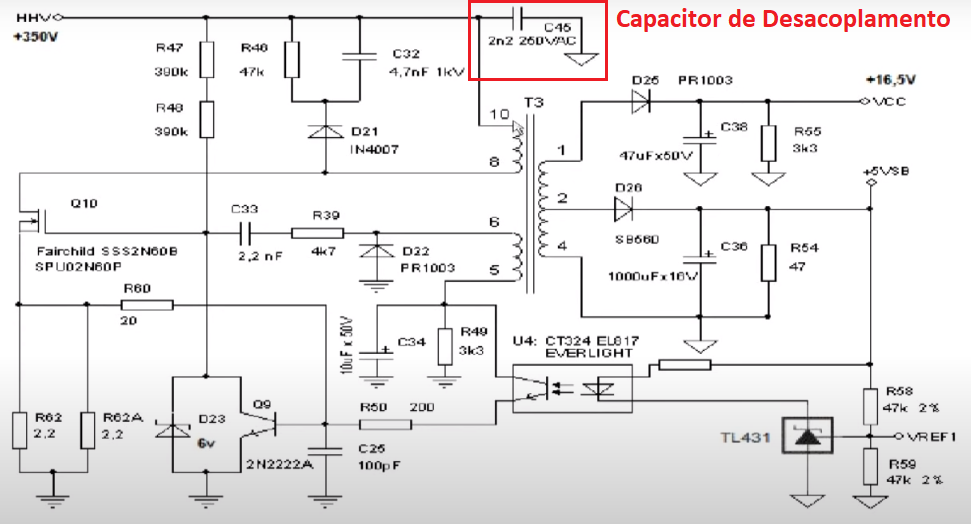 Capacitor de Desacoplamento
HHV
+350V
C45
2n2 250VAC
R47
390k
R46
47k
C32
4,7nF 1kV
R48
390k
D21
IN4007
T3
10
8
6
5
1
2
4
D25 PR1003
+16,5V
VCC
C38
47uFx50V
R55
3k3
+5VSB
D26
SB560
C36
1000uFx16V
R54
47
Q10
Fairchild SSS2N60B
SPU02N60P
C33
2,2 nF
R39
4k7
D22
PR1003
R60
20
10uF x 50V
C34
R49
3k3
U4: CT324 EL817
EVERLIGHT
R62
2,2
R62A
2,2
D23
6v
Q9
2N2222A
R50 200
C25
100pF
TL431
R58
47k 2%
VREF1
R59
47k 2%